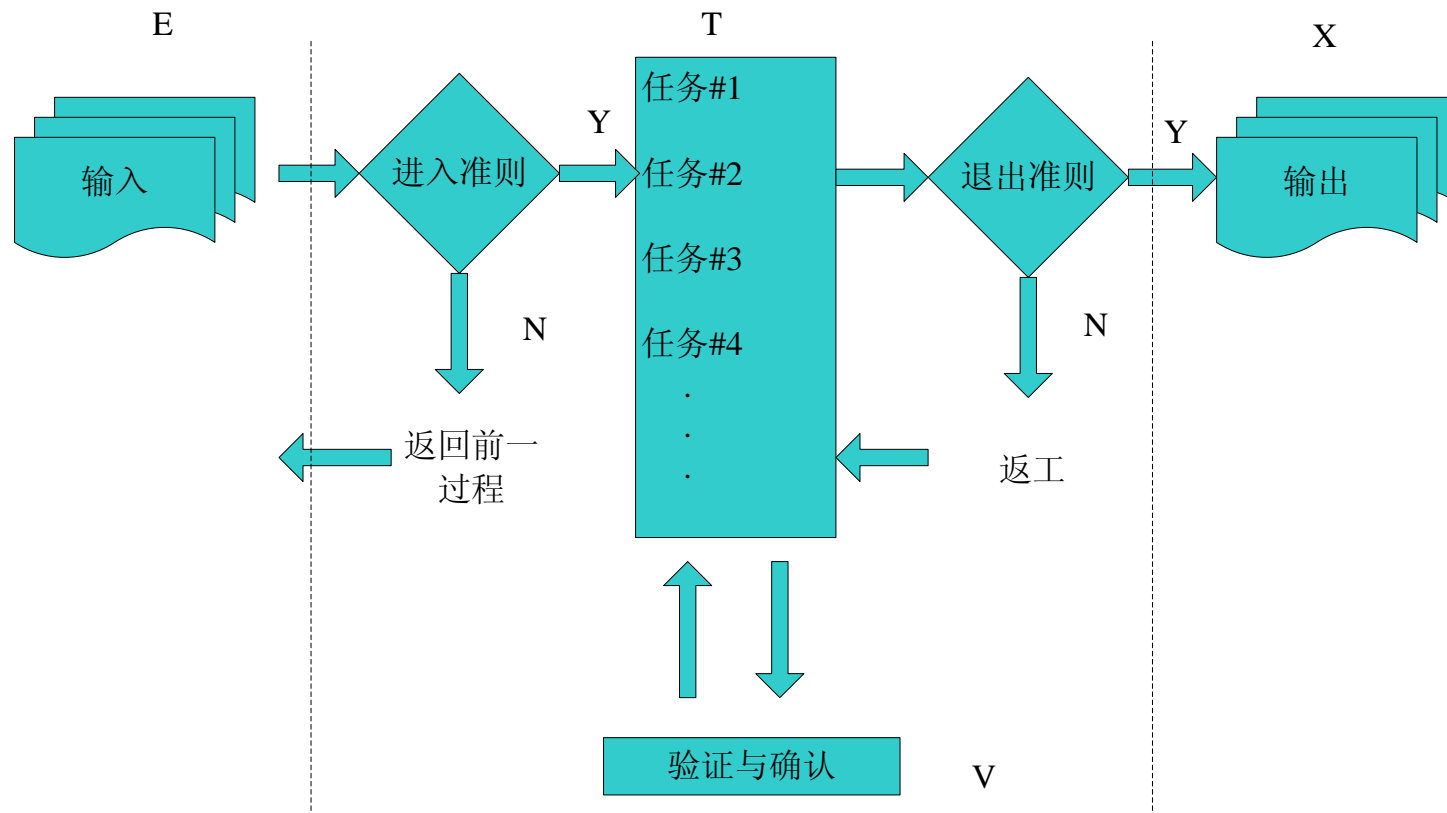 E
T
X
输入
进入准则
Y
N
返回前一
过程
任务#1
任务#2
任务#3
任务#4
.
.
.
退出准则
Y
N
返工
输出
验证与确认
V